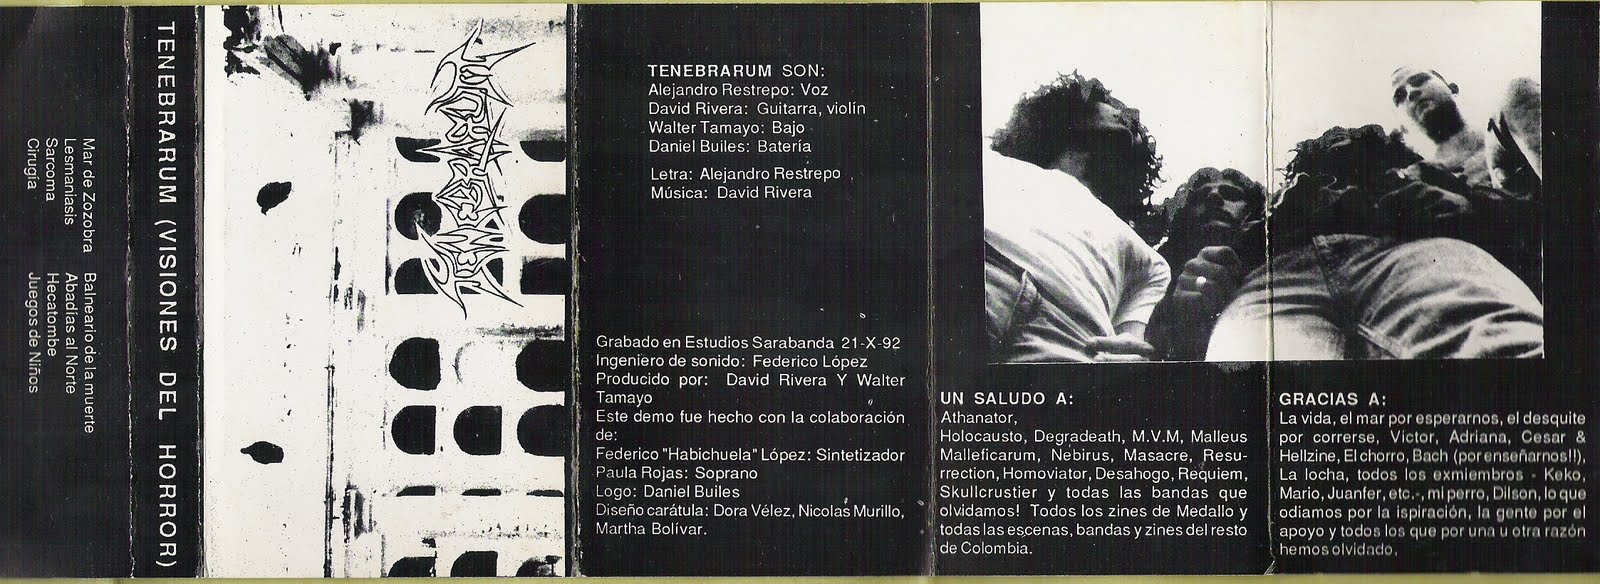 Mar de Zozobra
Lesmaniasis
Sarcoma
Cirugía
Balneario de la muerte
Abadias al Norte
Hecatombe
Juegos de Niños
TENEBRARUM (VISIONES DEL HORROR)
TENEBRARUM
TENEBRARUM SON:
Alejandro Restrepo: Voz
David Rivera: Guitarra, violín
Walter Tamayo: Bajo
Daniel Builes: Batería
Letra: Alejandro Restrepo
Música: David Rivera
Grabado en Estudios Sarabanda 21-X-92
Ingeniero de sonido: Federico López
Producido por: David Rivera Y Walter
Tamayo
Este demo fue hecho con la colaboración
de:
Federico "Habichuela" López: Sintetizador
Paula Rojas: Soprano
Logo: Daniel Builes
Diseño carátula: Dora Vélez, Nicolas Murillo,
Martha Bolívar.
UN SALUDO A:
Athanator,
Holocausto, Degradeath, M.V.M, Malleus
Malleficarum, Nebirus, Masacre, Resu-
rrection, Homoviator, Desahogo, Requiem,
Skullcrustier y todas las bandas que
olvidamos! Todos los zines de Medallo y
todas las escenas, bandas y zines del resto
de Colombia.
GRACIAS A:
La vida, el mar por esperarnos, el desquite
por correrse, Victor, Adriana, Cesar &
Hellzine, El chorro, Bach (por enseñarnos!!),
La locha, todos los exmiembros - Keko,
Mario, Juanfer, etc.-, mi perro, Dilson, lo que
odiamos por la ispiración, la gente por el
apoyo y todos los que por una u otra razón
hemos olvidado.